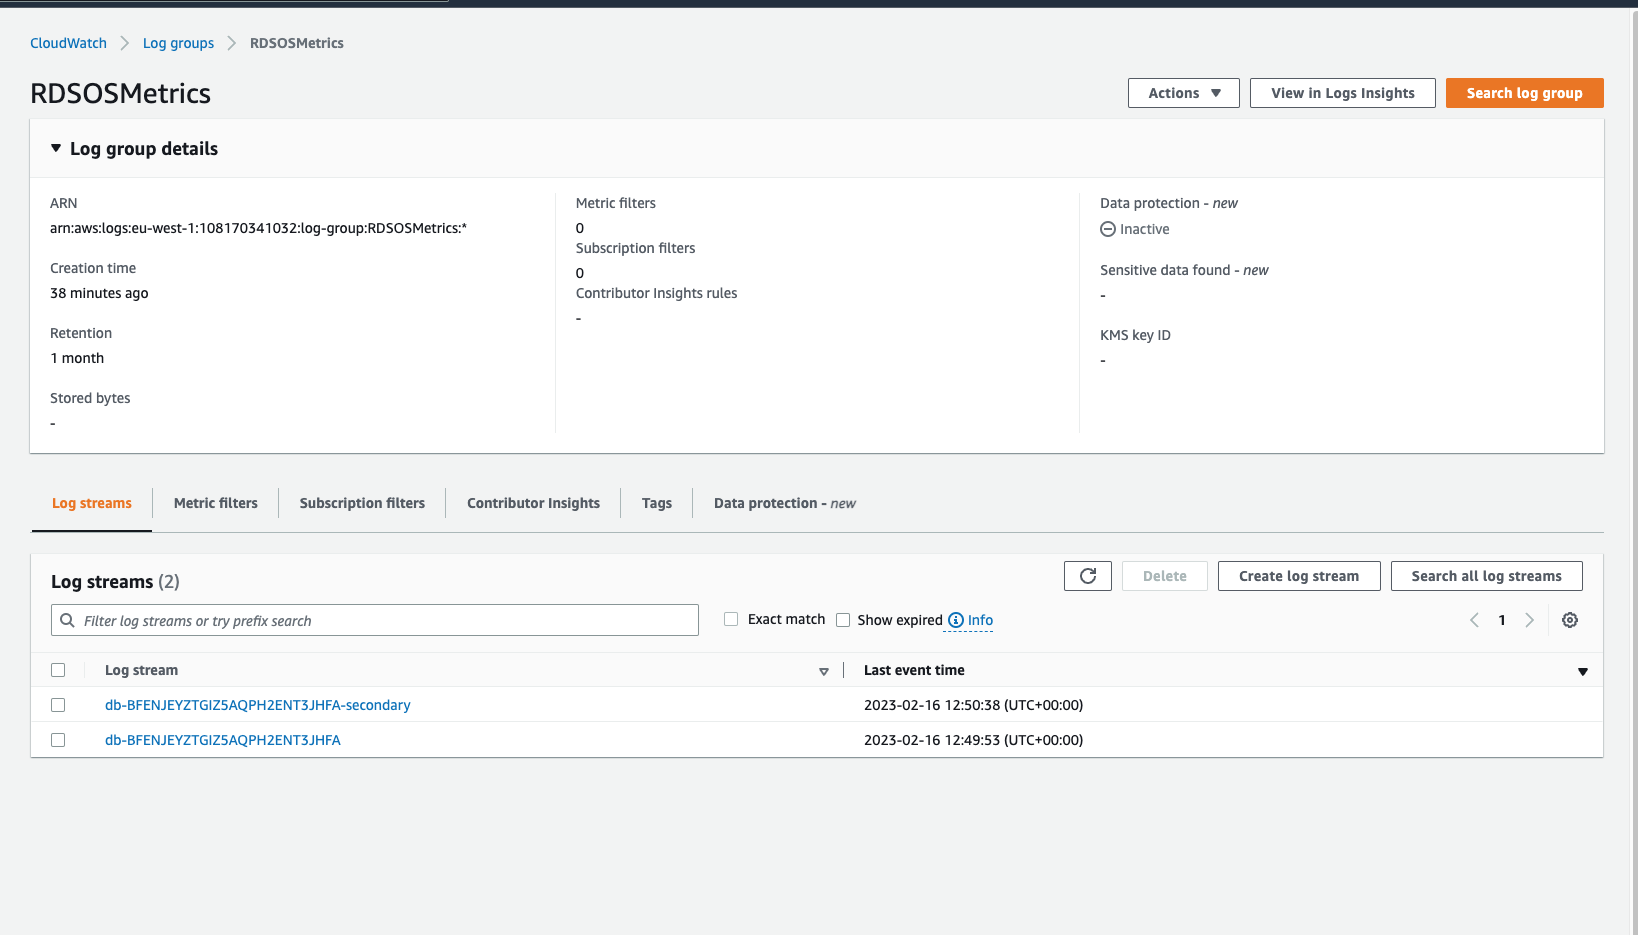 CloudWatch > Log groups > RDSOSMetrics
RDSOSMetrics
Actions
View in Logs Insights
Search log group
Log group details
ARN
arn:aws:logs:eu-west-1:108170341032:log-group:RDSOSMetrics:*
Creation time
38 minutes ago
Retention
1 month
Stored bytes
-
Metric filters
0
Subscription filters
0
Contributor Insights rules
-
Data protection - new
Inactive
Sensitive data found - new
-
KMS key ID
-
Log streams
Metric filters
Subscription filters
Contributor Insights
Tags
Data protection - new
Log streams (2)
Delete
Create log stream
Search all log streams
Filter log streams or try prefix search
Exact match
Show expired
Info
1
Log stream
Last event time
db-BFENJEYZTGIZ5AQPH2ENT3JHFA-secondary
2023-02-16 12:50:38 (UTC+00:00)
db-BFENJEYZTGIZ5AQPH2ENT3JHFA
2023-02-16 12:49:53 (UTC+00:00)